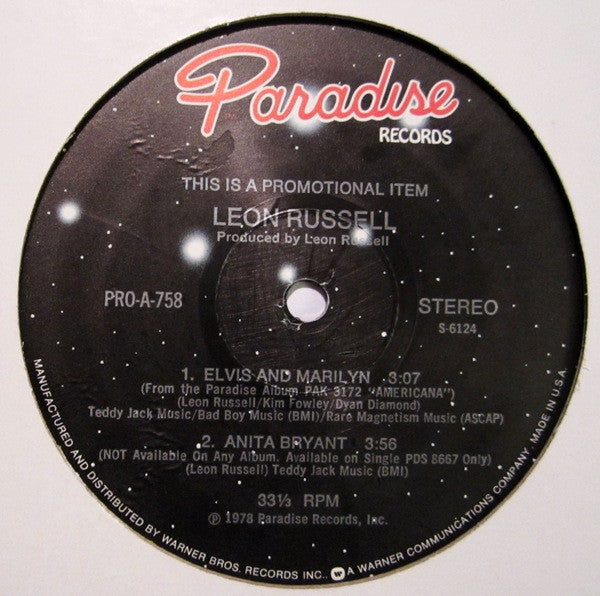 Paradise
RECORDS
THIS IS A PROMOTIONAL ITEM
LEON RUSSELL
Produced by Leon Russell
PRO-A-758
STEREO
S-6124
1. ELVIS AND MARILYN 3:07
(From the Paradise Album PAK 3172 "AMERICANA")
(Leon Russell/Kim Fowley/Dyan Diamond)
Teddy Jack Music/Bad Boy Music (BMI)/Rare Magnetism Music (ASCAP)
2. ANITA BRYANT 3:56
(NOT Available On Any Album. Available on Single PDS 8667 Only)
(Leon Russell) Teddy Jack Music (BMI)
33⅓ RPM
℗ 1978 Paradise Records, Inc.
MANUFACTURED AND DISTRIBUTED BY WARNER BROS. RECORDS INC., W A WARNER COMMUNICATIONS COMPANY. MADE IN U.S.A.